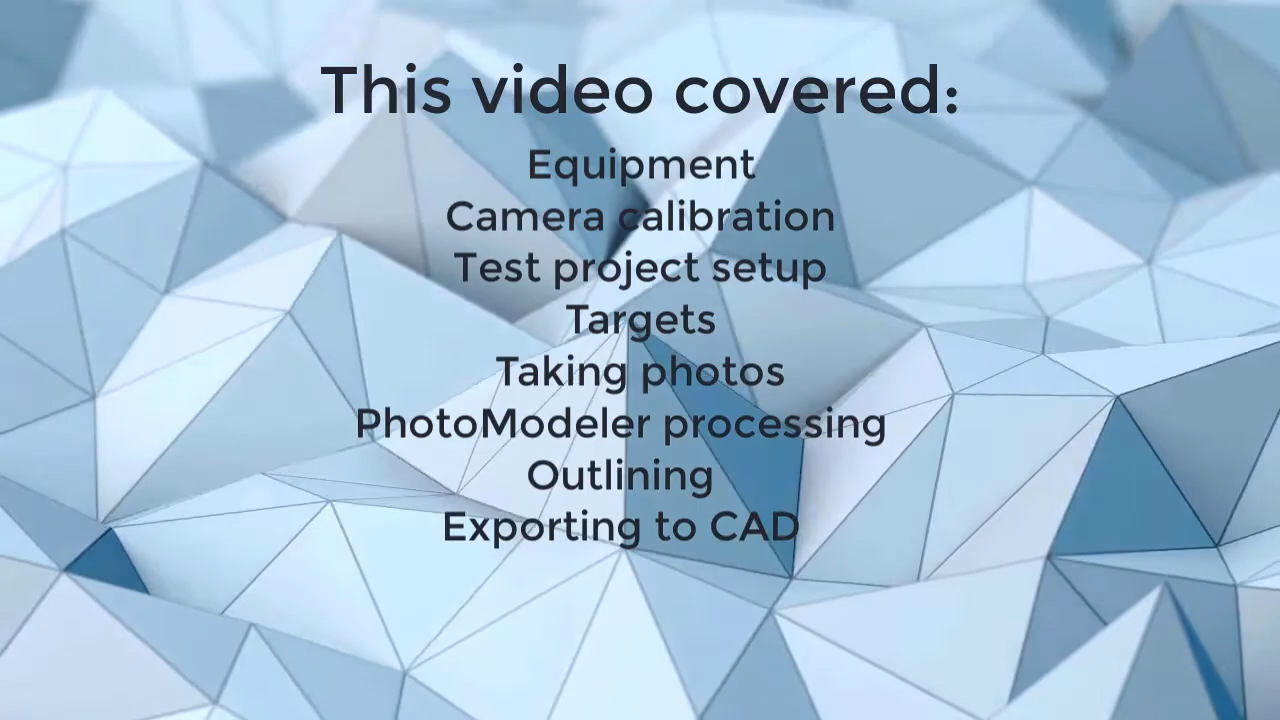 This video covered:
Equipment
Camera calibration
Test project setup
Targets
Taking photos
PhotoModeler processing
Outlining
Exporting to CAD